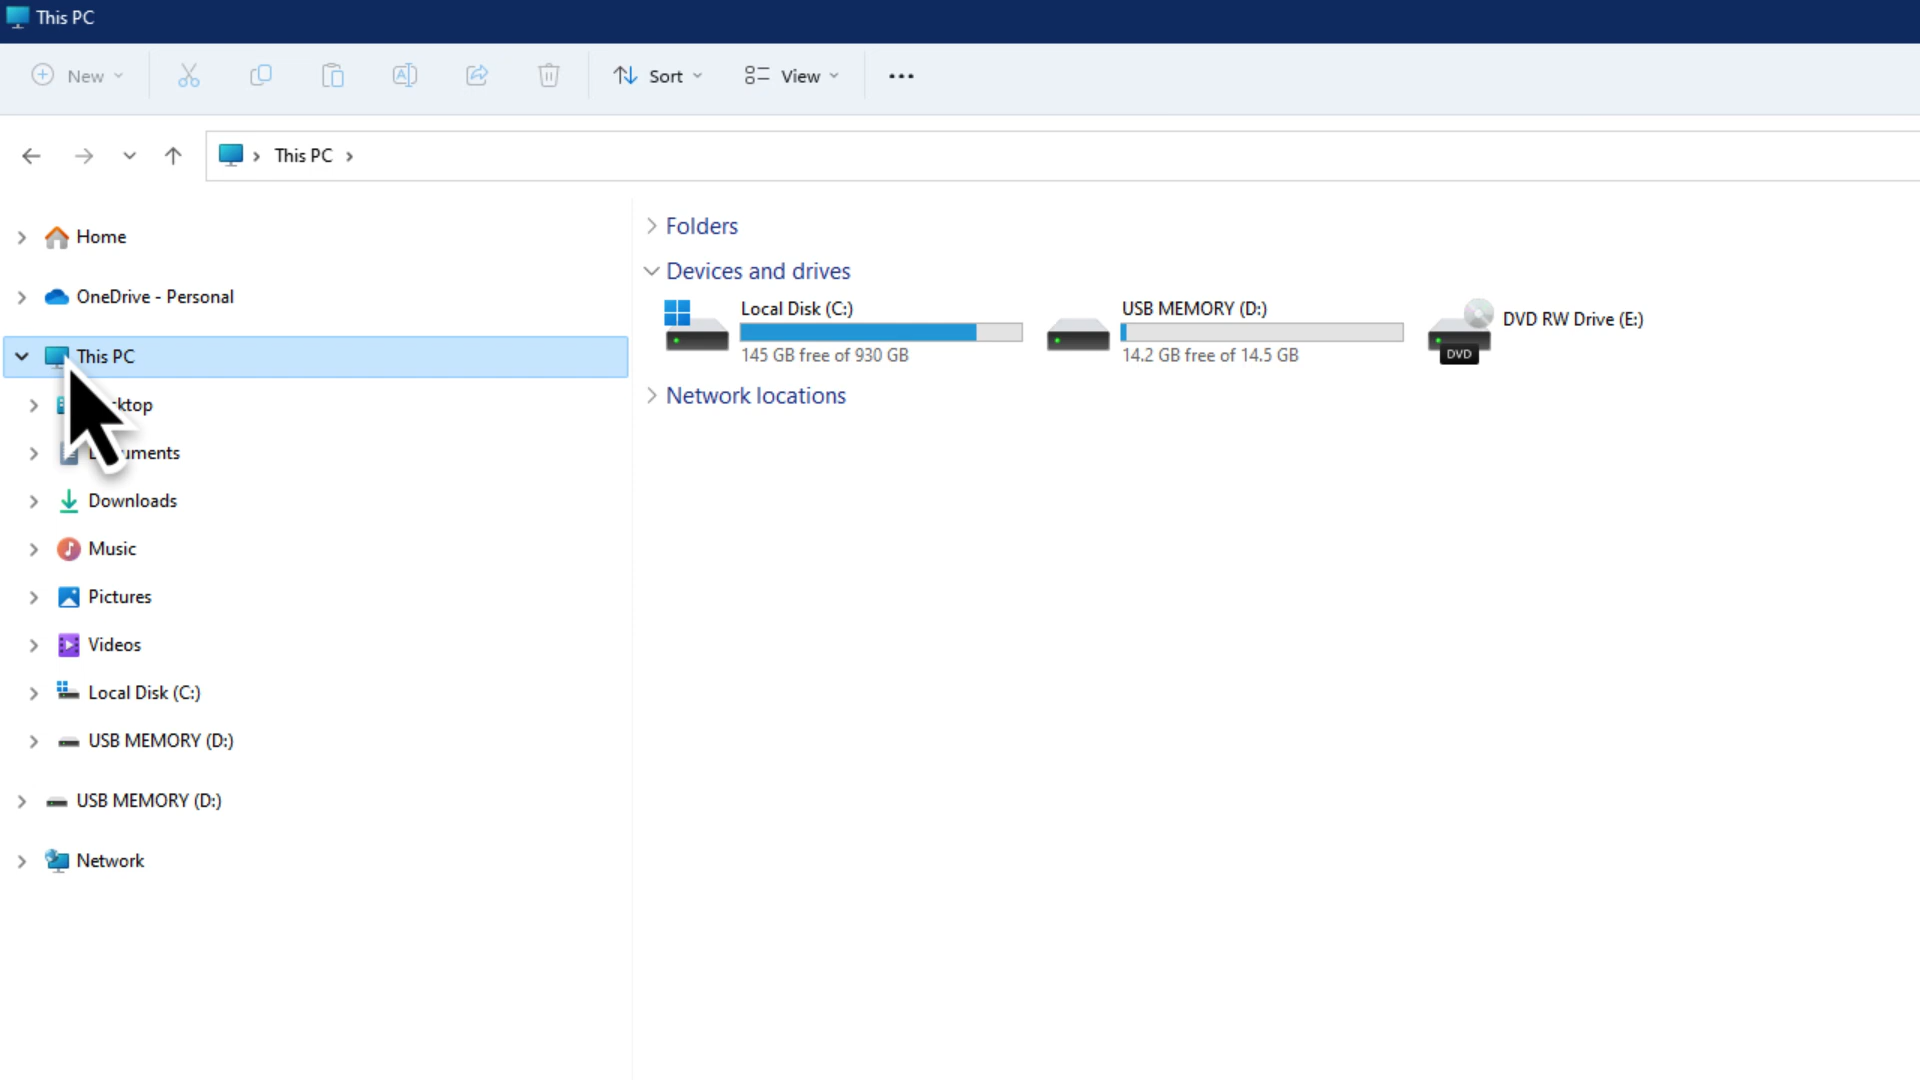 This PC
New
Sort
View
This PC
Home
OneDrive - Personal
This PC
ktop
uments
Downloads
Music
Pictures
Videos
Local Disk (C:)
USB MEMORY (D:)
USB MEMORY (D:)
Network
Folders
Devices and drives
Local Disk (C:)
145 GB free of 930 GB
USB MEMORY (D:)
14.2 GB free of 14.5 GB
DVD RW Drive (E:)
DVD
Network locations